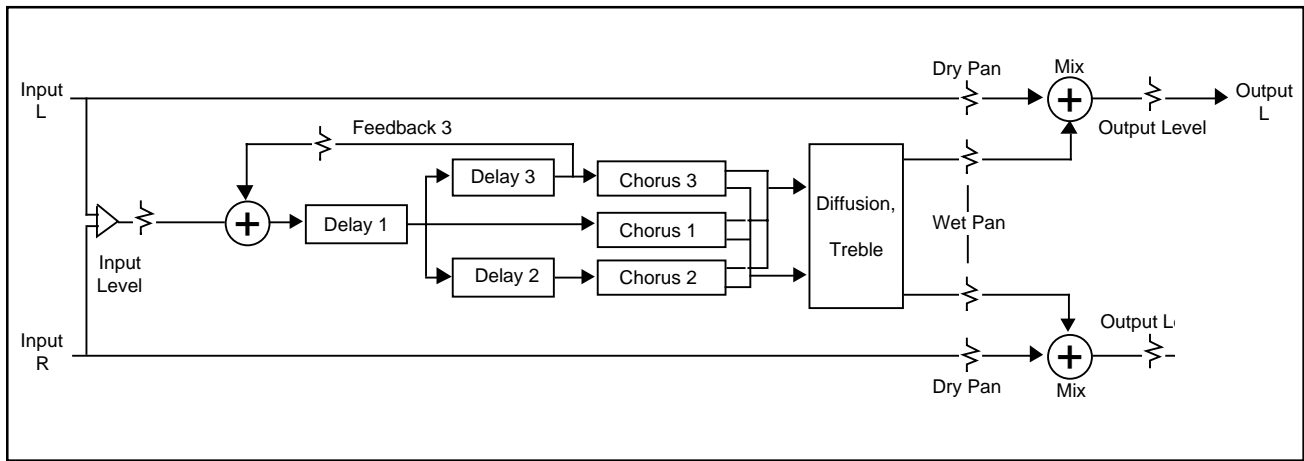 Dry Pan
Mix
Input
L
Output
L
Feedback 3
Output Level
Delay 3
Chorus 3
Diffusion,
Treble
Delay 1
Chorus 1
Wet Pan
Input
Level
Delay 2
Chorus 2
Output
Input
R
Dry Pan
Mix